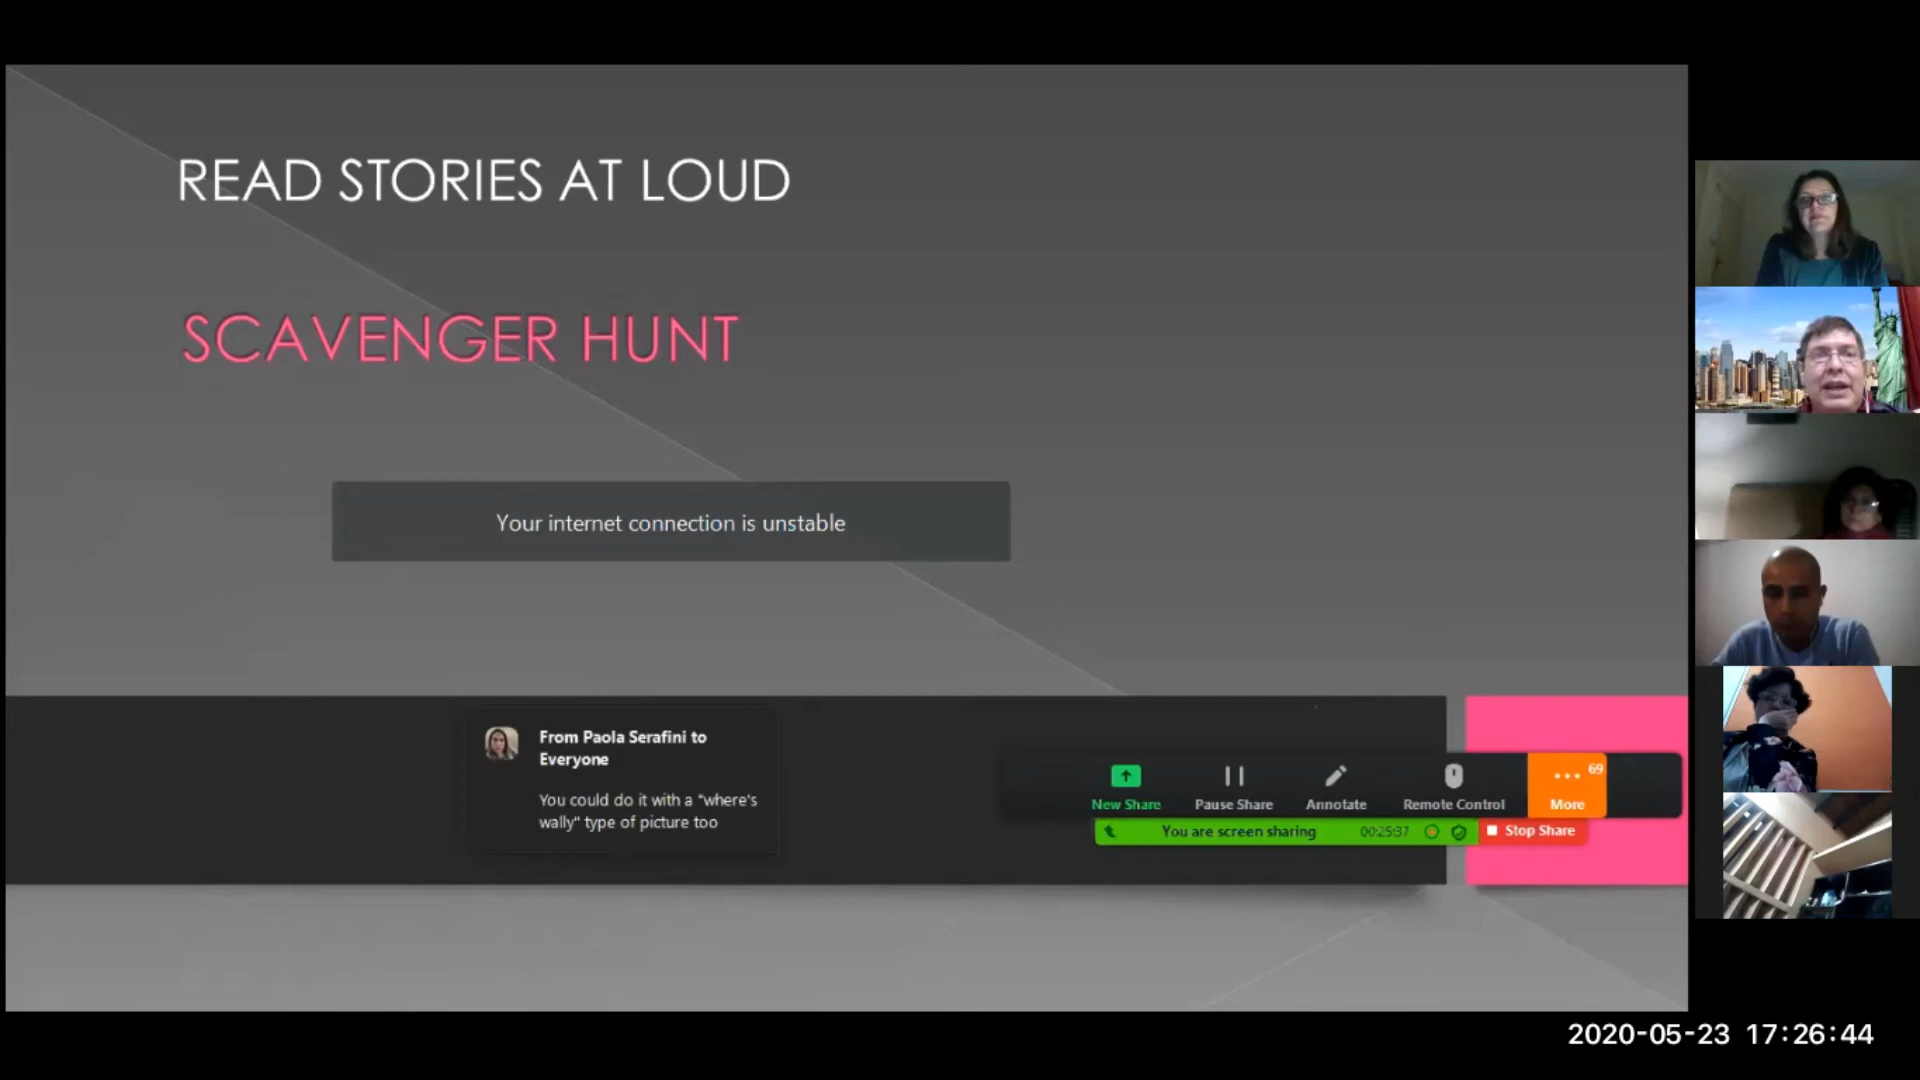 READ STORIES AT LOUD
SCAVENGER HUNT
Your internet connection is unstable
From Paola Serafini to
Everyone
You could do it with a "where's
wally" type of picture too
New Share
Pause Share
Annotate
Remote Control
69
More
You are screen sharing
00:25:37
Stop Share
2020-05-23 17:26:44